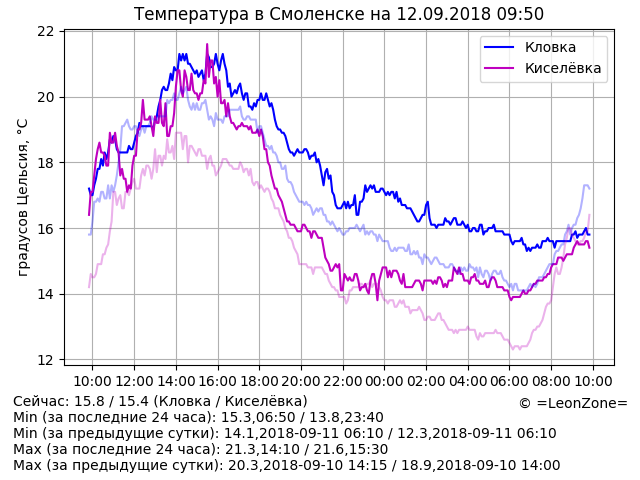 Температура в Смоленске на 12.09.2018 09:50
Кловка
Киселёвка
градусов Цельсия, °C
22
20
18
16
14
12
10:00 12:00 14:00 16:00 18:00 20:00 22:00 00:00 02:00 04:00 06:00 08:00 10:00
Сейчас: 15.8 / 15.4 (Кловка / Киселёвка)
© =LeonZone=
Min (за последние 24 часа): 15.3,06:50 / 13.8,23:40
Min (за предыдущие сутки): 14.1,2018-09-11 06:10 / 12.3,2018-09-11 06:10
Max (за последние 24 часа): 21.3,14:10 / 21.6,15:30
Max (за предыдущие сутки): 20.3,2018-09-10 14:15 / 18.9,2018-09-10 14:00